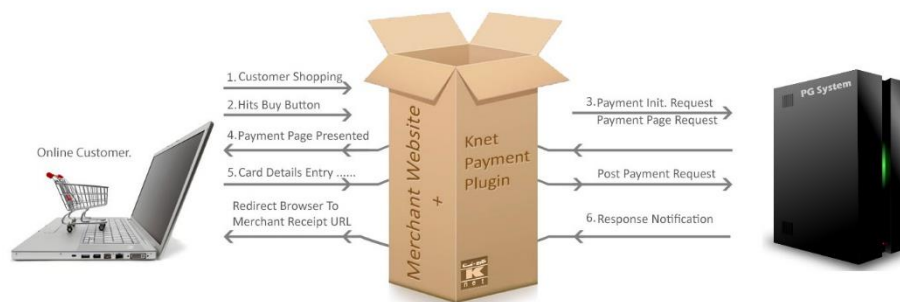 1. Customer Shopping
2. Hits Buy Button
4. Payment Page Presented
Online Customer.
5. Card Details Entry ......
Redirect Browser To
Merchant Receipt URL
Merchant Website
+
Knet
Payment
Plugin
K
net
3. Payment Init. Request
Payment Page Request
Post Payment Request
6. Response Notification
PG System